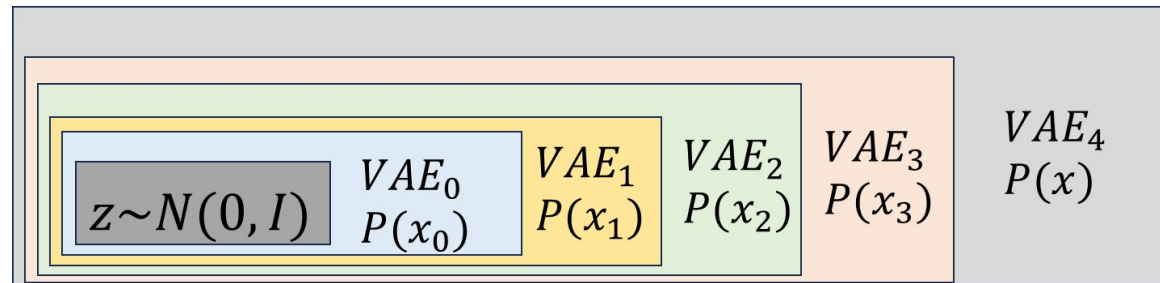 z~N(0, I)
VAE₀
P(x₀)
VAE₁
P(x₁)
VAE₂
P(x₂)
VAE₃
P(x₃)
VAE₄
P(x)